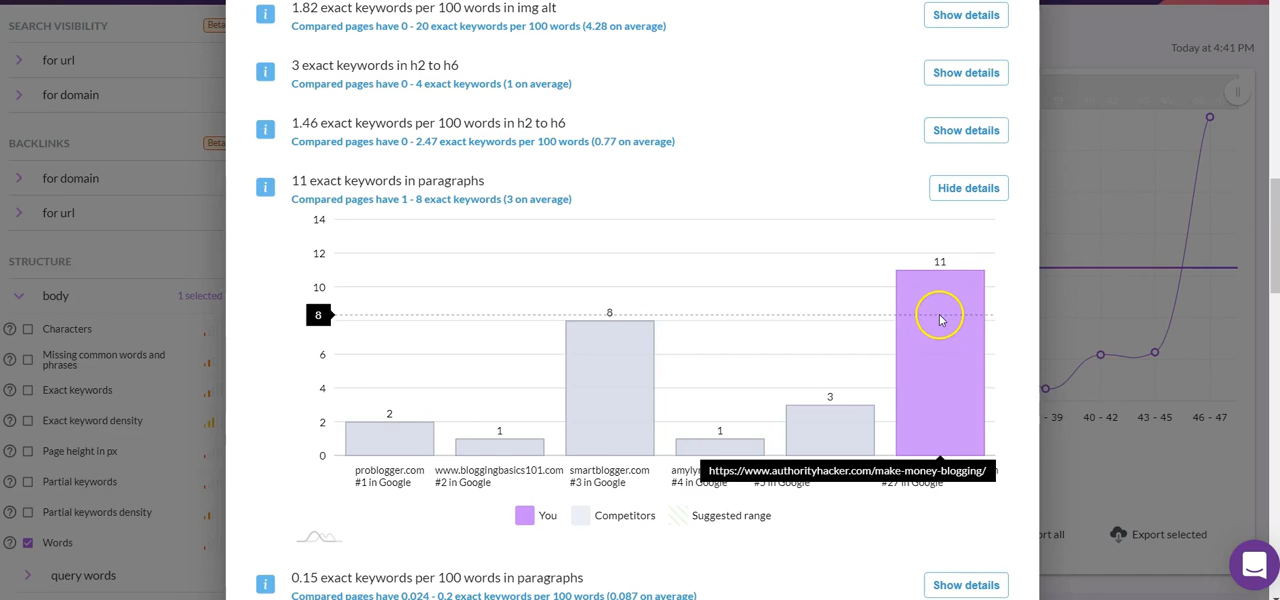 SEARCH VISIBILITY
Beta
for url
for domain
BACKLINKS
Beta
for domain
for url
STRUCTURE
body
1 selected
Characters
Missing common words and
phrases
Exact keywords
Exact keyword density
Page height in px
Partial keywords
Partial keywords density
Words
query words
1.82 exact keywords per 100 words in img alt
Compared pages have 0 - 20 exact keywords per 100 words (4.28 on average)
Show details
3 exact keywords in h2 to h6
Compared pages have 0 - 4 exact keywords (1 on average)
Show details
1.46 exact keywords per 100 words in h2 to h6
Compared pages have 0 - 2.47 exact keywords per 100 words (0.77 on average)
Show details
11 exact keywords in paragraphs
Compared pages have 1 - 8 exact keywords (3 on average)
Hide details
14
12
10
8
6
4
2
0
2
1
8
1
3
11
problogger.com
#1 in Google
www.bloggingbasics101.com
#2 in Google
smartblogger.com
#3 in Google
#4 in Google
#5 in Google
#27 in Google
https://www.authorityhacker.com/make-money-blogging/
You
Competitors
Suggested range
0.15 exact keywords per 100 words in paragraphs
Compared pages have 0.024 - 0.2 exact keywords per 100 words (0.087 on average)
Show details
Today at 4:41 PM
39
40 - 42
43 - 45
46 - 47
Export selected